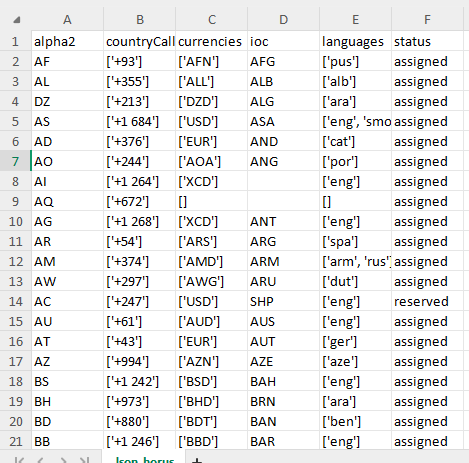 A B C D E F
1 alpha2 countryCall currencies ioc languages status
2 AF ['+93'] ['AFN'] AFG ['pus'] assigned
3 AL ['+355'] ['ALL'] ALB ['alb'] assigned
4 DZ ['+213'] ['DZD'] ALG ['ara'] assigned
5 AS ['+1 684'] ['USD'] ASA ['eng', 'smo assigned
6 AD ['+376'] ['EUR'] AND ['cat'] assigned
7 AO ['+244'] ['AOA'] ANG ['por'] assigned
8 AI ['+1 264'] ['XCD'] ['eng'] assigned
9 AQ ['+672'] [] [] assigned
10 AG ['+1 268'] ['XCD'] ANT ['eng'] assigned
11 AR ['+54'] ['ARS'] ARG ['spa'] assigned
12 AM ['+374'] ['AMD'] ARM ['arm', 'rus'] assigned
13 AW ['+297'] ['AWG'] ARU ['dut'] assigned
14 AC ['+247'] ['USD'] SHP ['eng'] reserved
15 AU ['+61'] ['AUD'] AUS ['eng'] assigned
16 AT ['+43'] ['EUR'] AUT ['ger'] assigned
17 AZ ['+994'] ['AZN'] AZE ['aze'] assigned
18 BS ['+1 242'] ['BSD'] BAH ['eng'] assigned
19 BH ['+973'] ['BHD'] BRN ['ara'] assigned
20 BD ['+880'] ['BDT'] BAN ['ben'] assigned
21 BB ['+1 246'] ['BBD'] BAR ['eng'] assigned